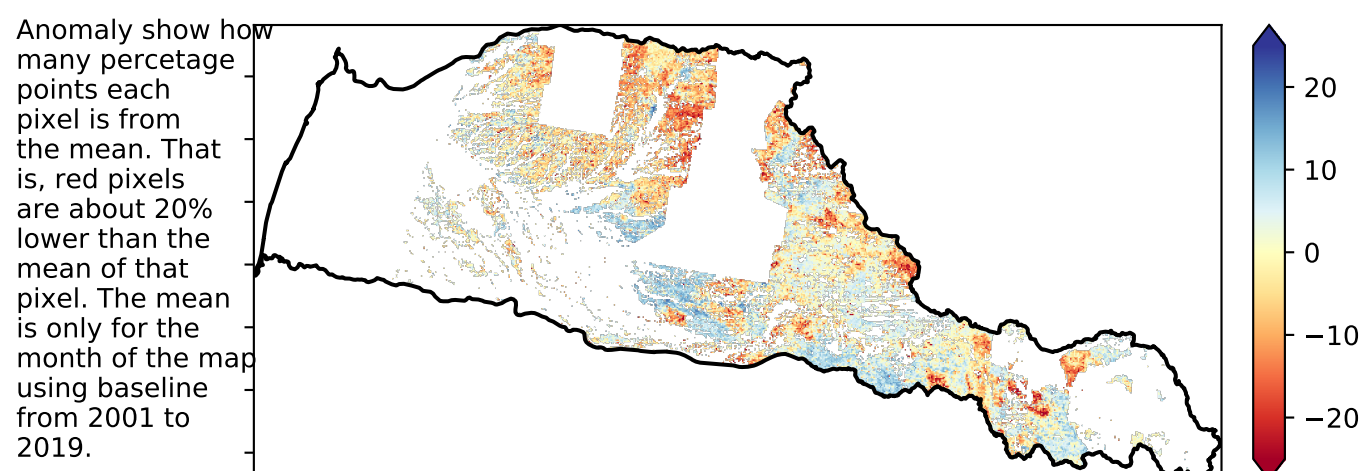 Anomaly show how
many percetage
points each
pixel is from
the mean. That
is, red pixels
are about 20%
lower than the
mean of that
pixel. The mean
is only for the
month of the map
using baseline
from 2001 to
2019.
20
10
0
−10
−20